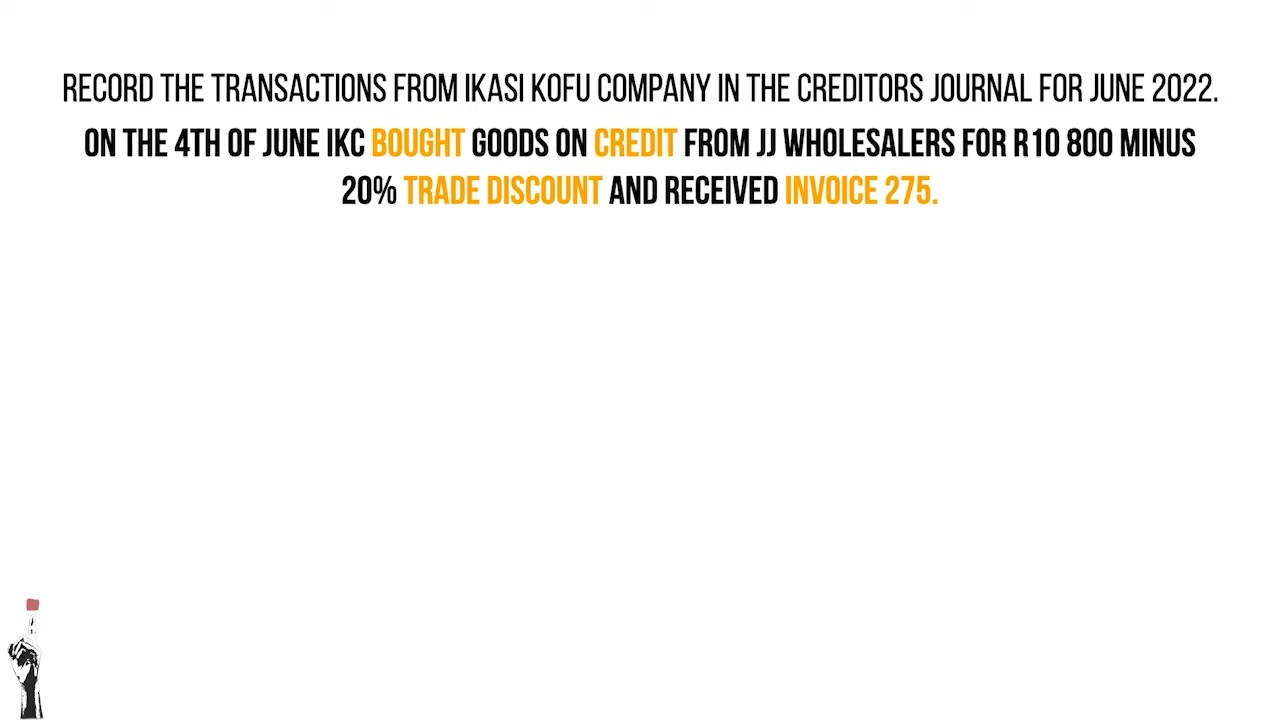 RECORD THE TRANSACTIONS FROM IKASI KOFU COMPANY IN THE CREDITORS JOURNAL FOR JUNE 2022.
ON THE 4TH OF JUNE IKC BOUGHT GOODS ON CREDIT FROM JJ WHOLESALERS FOR R10 800 MINUS
20% TRADE DISCOUNT AND RECEIVED INVOICE 275.